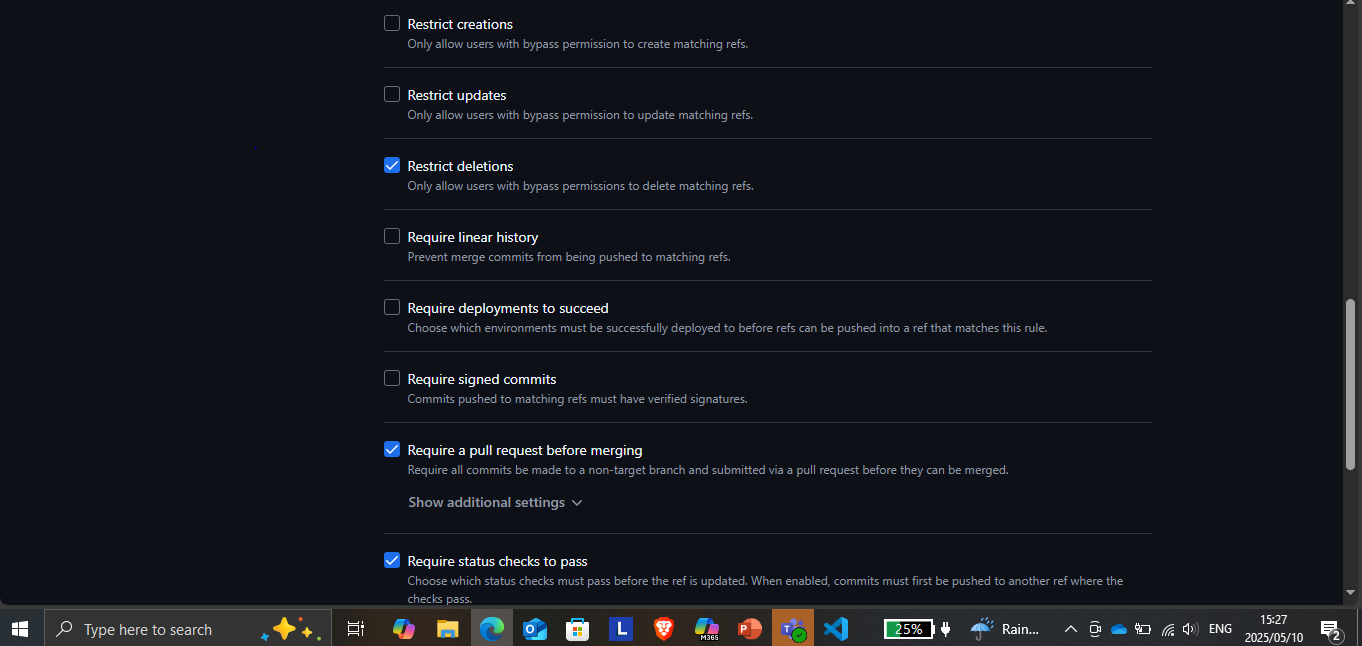 Restrict creations
Only allow users with bypass permission to create matching refs.
Restrict updates
Only allow users with bypass permission to update matching refs.
Restrict deletions
Only allow users with bypass permissions to delete matching refs.
Require linear history
Prevent merge commits from being pushed to matching refs.
Require deployments to succeed
Choose which environments must be successfully deployed to before refs can be pushed into a ref that matches this rule.
Require signed commits
Commits pushed to matching refs must have verified signatures.
Require a pull request before merging
Require all commits be made to a non-target branch and submitted via a pull request before they can be merged.
Show additional settings
Require status checks to pass
Choose which status checks must pass before the ref is updated. When enabled, commits must first be pushed to another ref where the
checks pass.
Type here to search
L
M365
P
T
25%
Rain...
ENG
15:27
2025/05/10
2